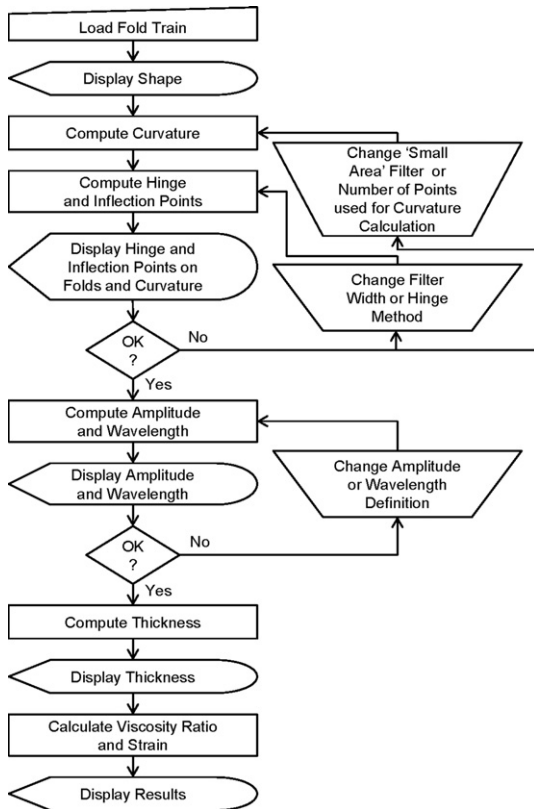 Load Fold Train
Display Shape
Compute Curvature
Compute Hinge
and Inflection Points
Display Hinge and
Inflection Points on
Folds and Curvature
OK
?
No
Yes
Change 'Small
Area' Filter or
Number of Points
used for Curvature
Calculation
Change Filter
Width or Hinge
Method
Compute Amplitude
and Wavelength
Display Amplitude
and Wavelength
OK
?
No
Yes
Change Amplitude
or Wavelength
Definition
Compute Thickness
Display Thickness
Calculate Viscosity Ratio
and Strain
Display Results